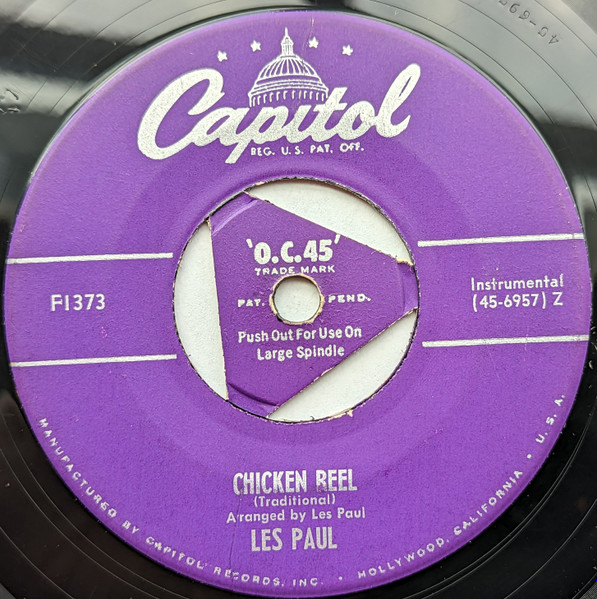 Capitol
REG. U.S. PAT. OFF.
'O.C. 45'
TRADE MARK
PAT. PEND.
Push Out For Use On
Large Spindle
F1373
Instrumental
(45-6957) Z
CHICKEN REEL
(Traditional)
Arranged by Les Paul
LES PAUL
MANUFACTURED BY CAPITOL RECORDS, INC. • HOLLYWOOD, CALIFORNIA • U.S.A.